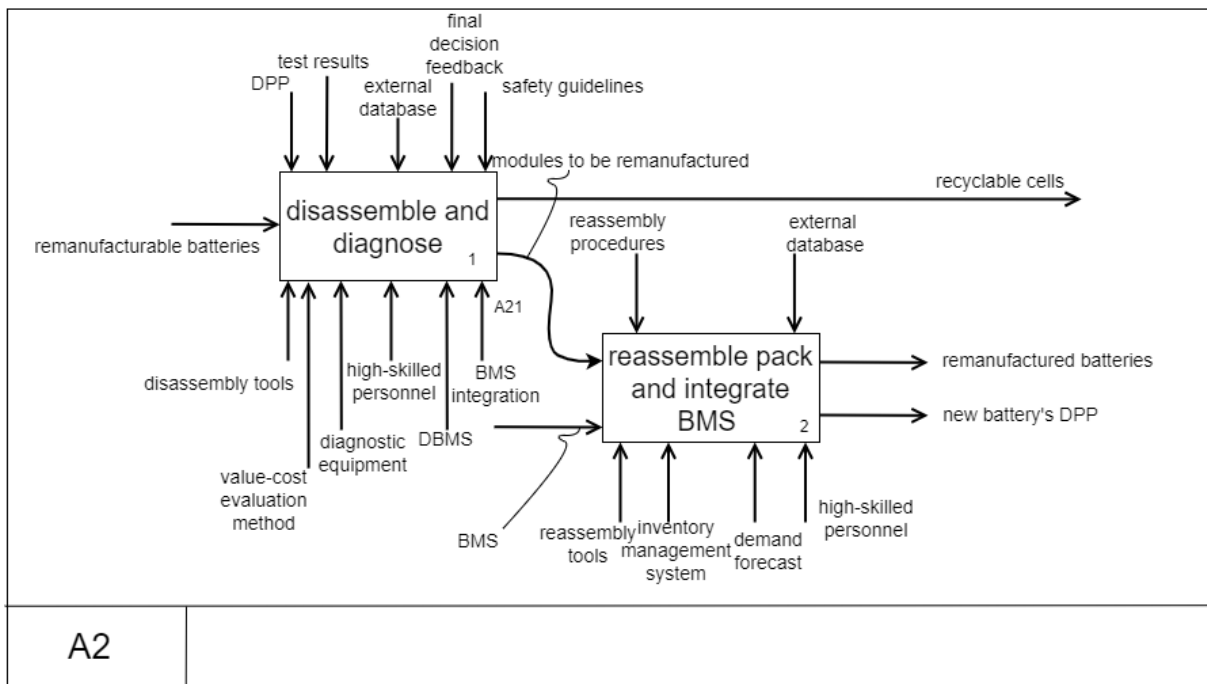 final
decision
feedback
test results
DPP
external
database
safety guidelines
modules to be remanufactured
recyclable cells
disassemble and
diagnose
1
remanufacturable batteries
reassembly
procedures
external
database
A21
disassembly tools
high-skilled
personnel
BMS
integration
diagnostic
equipment
DBMS
value-cost
evaluation
method
reassemble pack
and integrate
BMS
2
remanufactured batteries
new battery's DPP
BMS
reassembly
tools
inventory
management
system
demand
forecast
high-skilled
personnel
A2